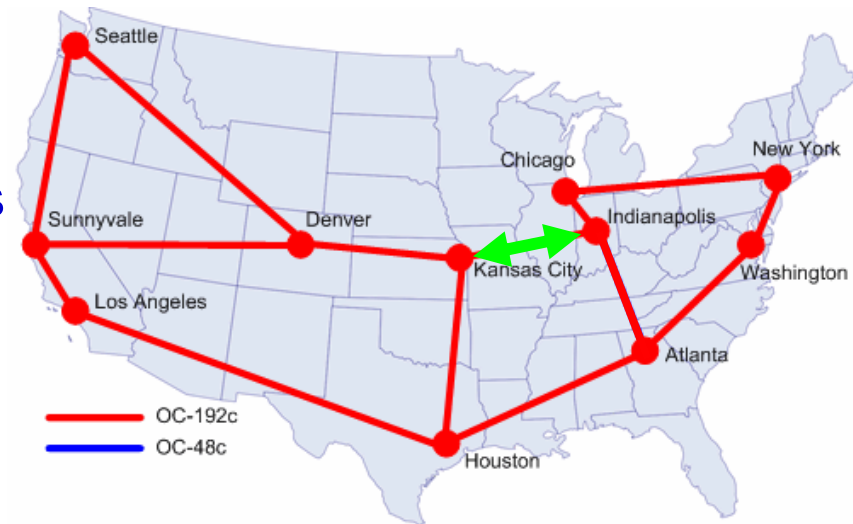 Seattle
New York
Chicago
s
Sunnyvale
Denver
Indianapolis
Kansas City
Washington
Los Angeles
Atlanta
OC-192c
OC-48c
Houston